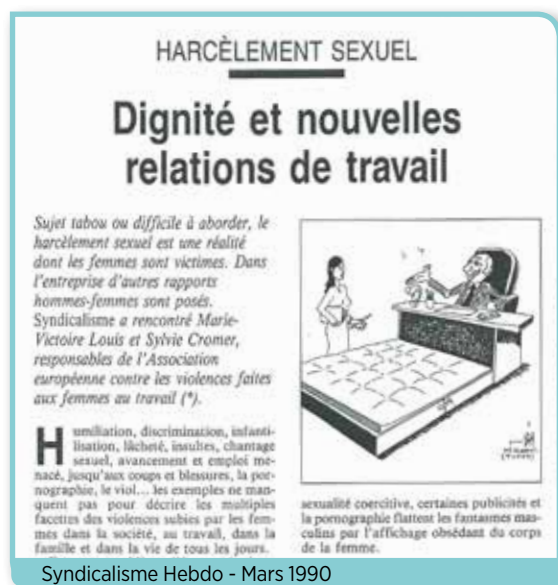 HARCÈLEMENT SEXUEL
Dignité et nouvelles
relations de travail
Sujet tabou ou difficile à aborder, le
harcèlement sexuel est une réalité
dont les femmes sont victimes. Dans
l'entreprise d'autres rapports
hommes-femmes sont posés.
Syndicalisme a rencontré Marie-
Victoire Louis et Sylvie Cromer,
responsables de l'Association
européenne contre les violences faites
aux femmes au travail (*).
Humiliation, discrimination, infanti-
lisation, lâcheté, insultes, chantage
sexuel, avancement et emploi me-
nacé, jusqu'aux coups et blessures, la por-
nographie, le viol... les exemples ne man-
quent pas pour décrire les multiples
facettes des violences subies par les fem-
mes dans la société, au travail, dans la
famille et dans la vie de tous les jours.
sexualité coercitive, certaines publicités et
la pornographie flattent les fantasmes mas-
culins par l'affichage obsédant du corps
de la femme.
Syndicalisme Hebdo - Mars 1990